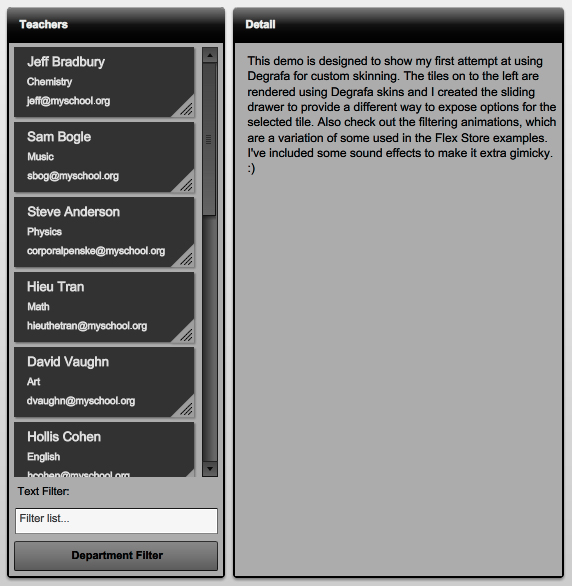 Teachers
Jeff Bradbury
Chemistry
jeff@myschool.org
Sam Bogle
Music
sbog@myschool.org
Steve Anderson
Physics
corporalpenske@myschool.org
Hieu Tran
Math
hieuthetran@myschool.org
David Vaughn
Art
dvaughn@myschool.org
Hollis Cohen
English
hcohen@myschool.org
Text Filter:
Filter list...
Department Filter
Detail
This demo is designed to show my first attempt at using
Degrafa for custom skinning. The tiles on to the left are
rendered using Degrafa skins and I created the sliding
drawer to provide a different way to expose options for the
selected tile. Also check out the filtering animations, which
are a variation of some used in the Flex Store examples.
I've included some sound effects to make it extra gimicky.
:)